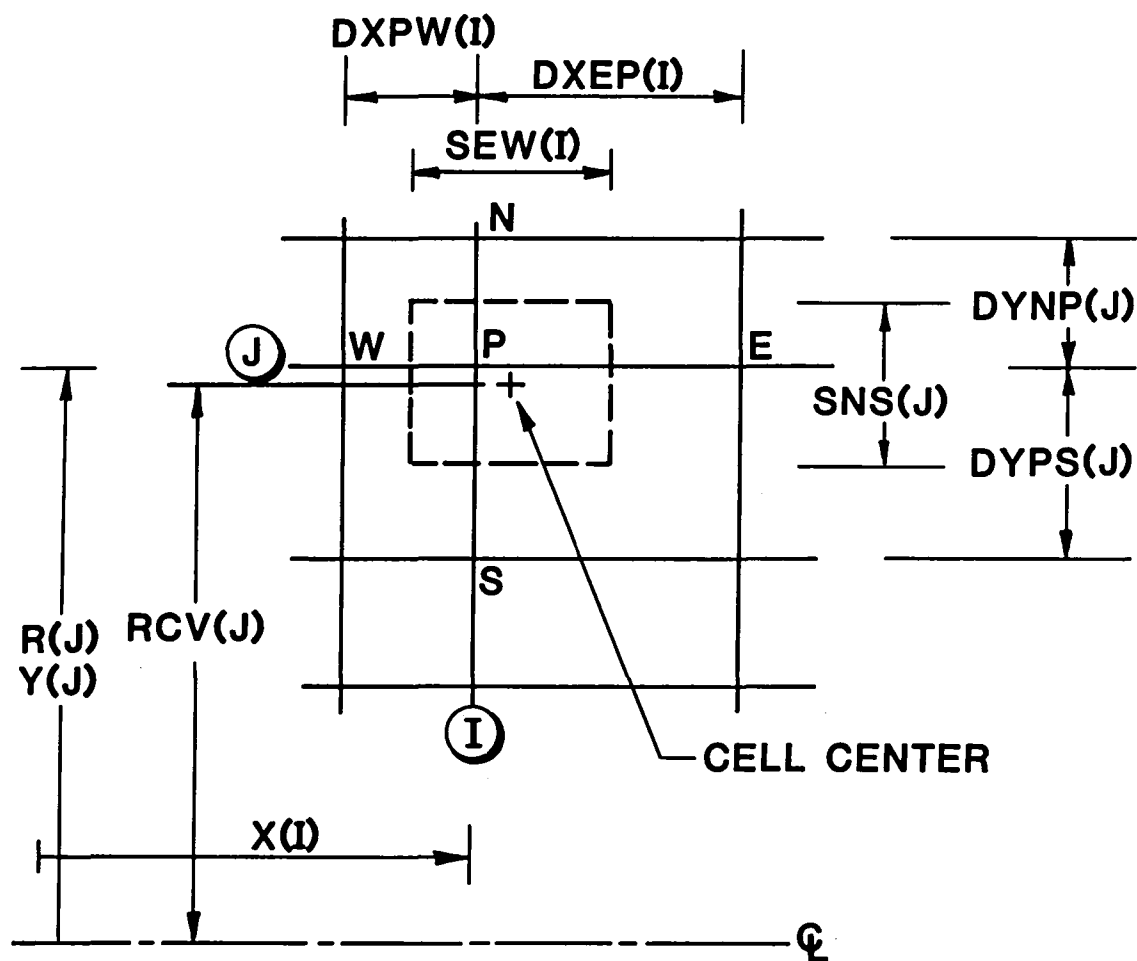 DXPW(I)
DXEP(I)
SEW(I)
N
DYNP(J)
J
W
P
E
SNS(J)
DYPS(J)
S
R(J)
Y(J)
RCV(J)
I
CELL CENTER
X(I)
℄